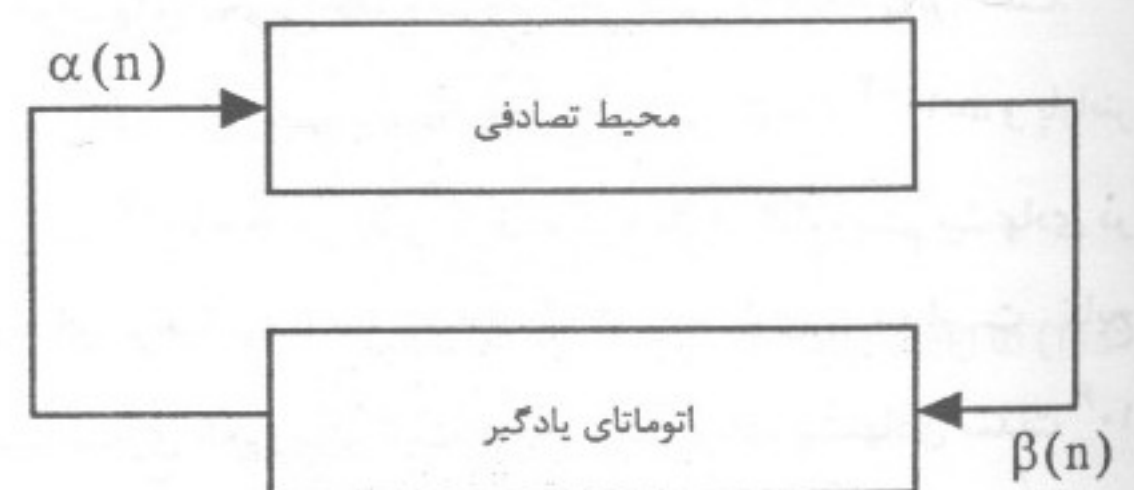 α(n)
محیط تصادفی
اتوماتای یادگیر
β(n)